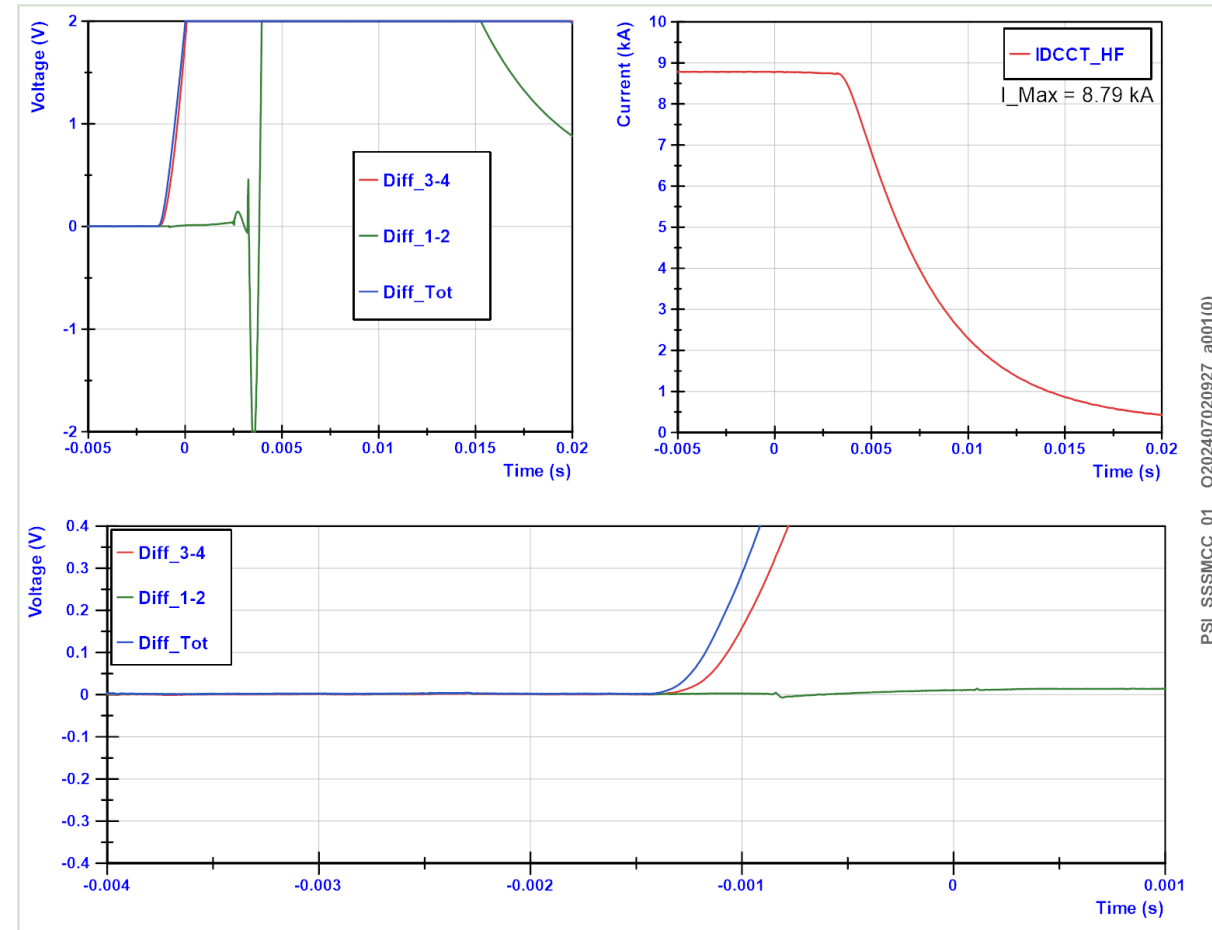 Voltage (V)
2
1
0
-1
-2
-0.005
0
0.005
0.01
0.015
0.02
Time (s)
Diff_3-4
Diff_1-2
Diff_Tot
Current (kA)
10
9
8
7
6
5
4
3
2
1
0
-0.005
0
0.005
0.01
0.015
0.02
Time (s)
IDCCT_HF
I_Max = 8.79 kA
Voltage (V)
0.4
0.3
0.2
0.1
0
-0.1
-0.2
-0.3
-0.4
-0.004
-0.003
-0.002
-0.001
0
0.001
Time (s)
Diff_3-4
Diff_1-2
Diff_Tot
PSI_SSSMCC_01 O202407020927_a001(0)